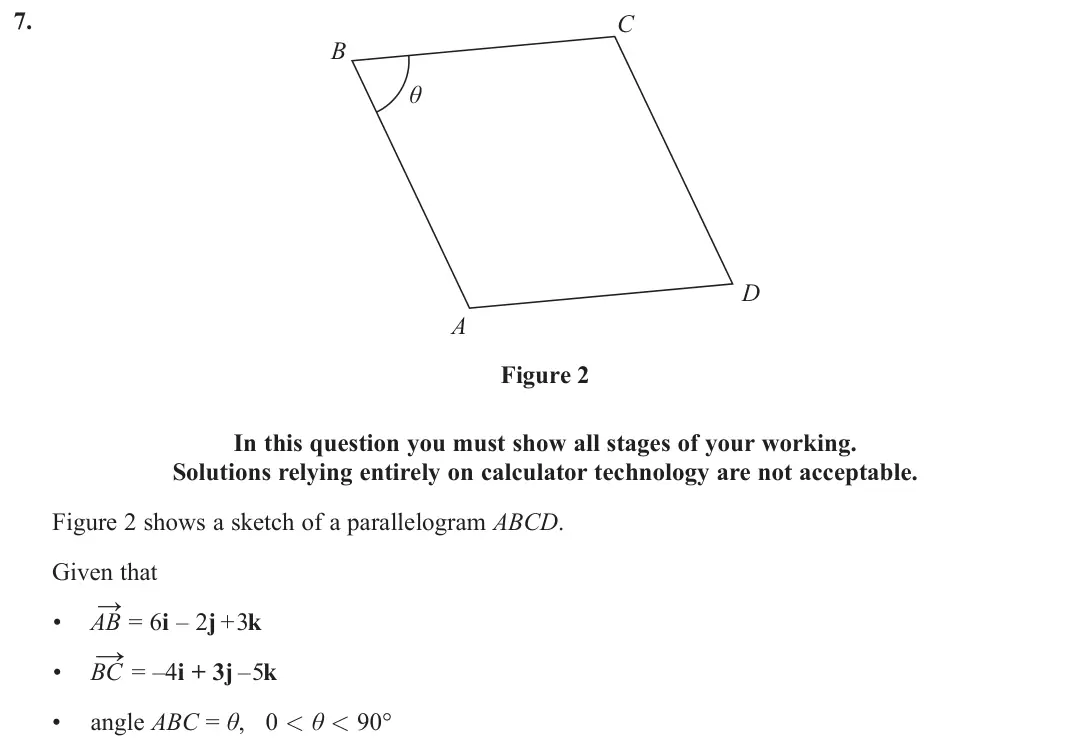 7.
B
C
θ
A
D
Figure 2
In this question you must show all stages of your working.
Solutions relying entirely on calculator technology are not acceptable.
Figure 2 shows a sketch of a parallelogram ABCD.
Given that
• $\overrightarrow{AB}$ = 6i – 2j + 3k
• $\overrightarrow{BC}$ = –4i + 3j – 5k
• angle ABC = θ, 0 < θ < 90°